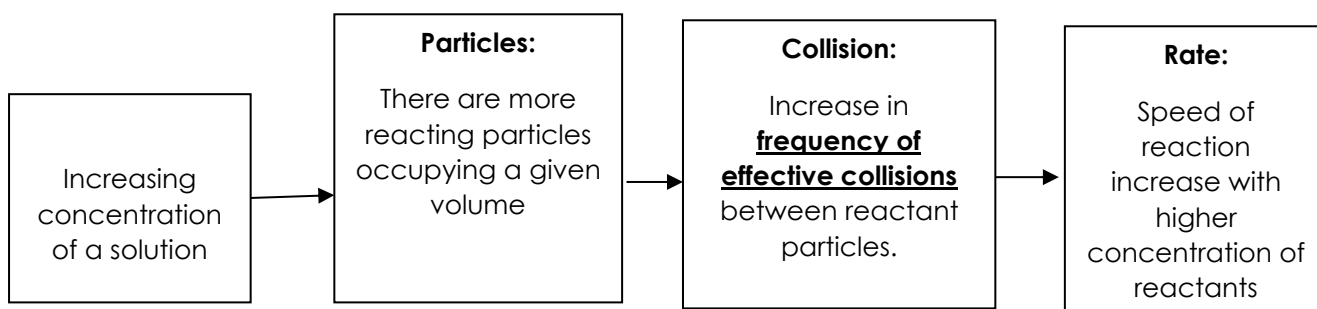 Increasing
concentration
of a solution
Particles:
There are more
reacting particles
occupying a given
volume
Collision:
Increase in
frequency of
effective collisions
between reactant
particles.
Rate:
Speed of
reaction
increase with
higher
concentration of
reactants